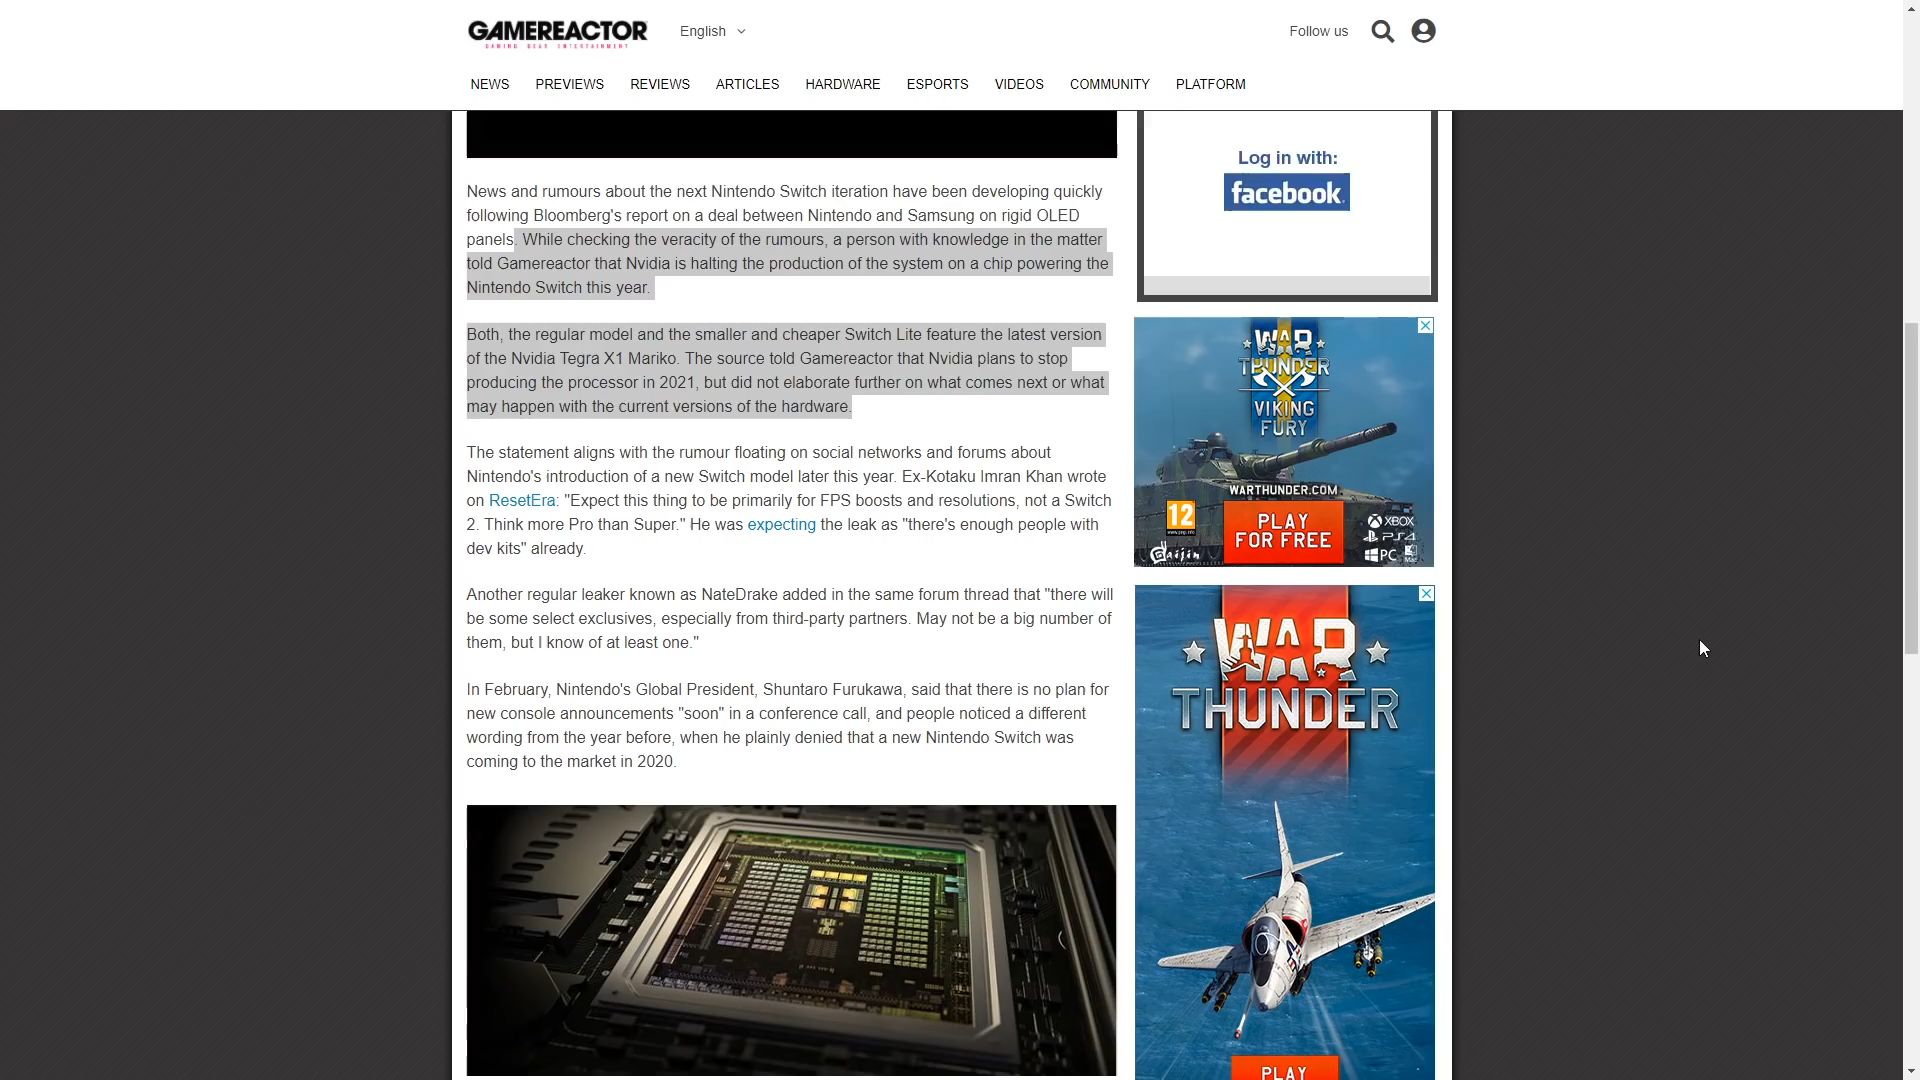 GAMEREACTOR
GAMING GEAR ENTERTAINMENT
English
Follow us
NEWS PREVIEWS REVIEWS ARTICLES HARDWARE ESPORTS VIDEOS COMMUNITY PLATFORM
News and rumours about the next Nintendo Switch iteration have been developing quickly
following Bloomberg's report on a deal between Nintendo and Samsung on rigid OLED
panels. While checking the veracity of the rumours, a person with knowledge in the matter
told Gamereactor that Nvidia is halting the production of the system on a chip powering the
Nintendo Switch this year.
Both, the regular model and the smaller and cheaper Switch Lite feature the latest version
of the Nvidia Tegra X1 Mariko. The source told Gamereactor that Nvidia plans to stop
producing the processor in 2021, but did not elaborate further on what comes next or what
may happen with the current versions of the hardware.
The statement aligns with the rumour floating on social networks and forums about
Nintendo's introduction of a new Switch model later this year. Ex-Kotaku Imran Khan wrote
on ResetEra: "Expect this thing to be primarily for FPS boosts and resolutions, not a Switch
2. Think more Pro than Super." He was expecting the leak as "there's enough people with
dev kits" already.
Another regular leaker known as NateDrake added in the same forum thread that "there will
be some select exclusives, especially from third-party partners. May not be a big number of
them, but I know of at least one."
In February, Nintendo's Global President, Shuntaro Furukawa, said that there is no plan for
new console announcements "soon" in a conference call, and people noticed a different
wording from the year before, when he plainly denied that a new Nintendo Switch was
coming to the market in 2020.
Log in with:
facebook
WAR
THUNDER
VIKING
FURY
WARTHUNDER.COM
12
www.pegi.info
PLAY
FOR FREE
XBOX
PS4
PC
Mac
Gaijin
WAR
THUNDER
PLAY